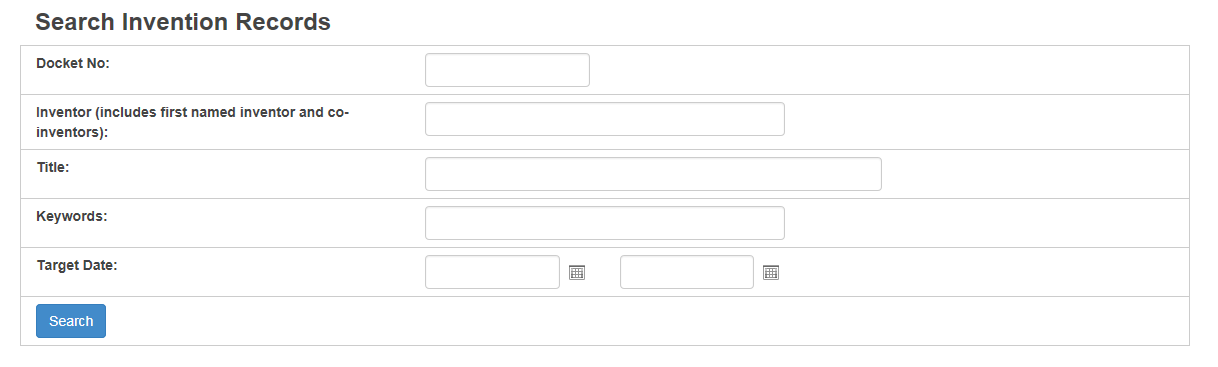 Search Invention Records
Docket No:
Inventor (includes first named inventor and co-
inventors):
Title:
Keywords:
Target Date:
Search